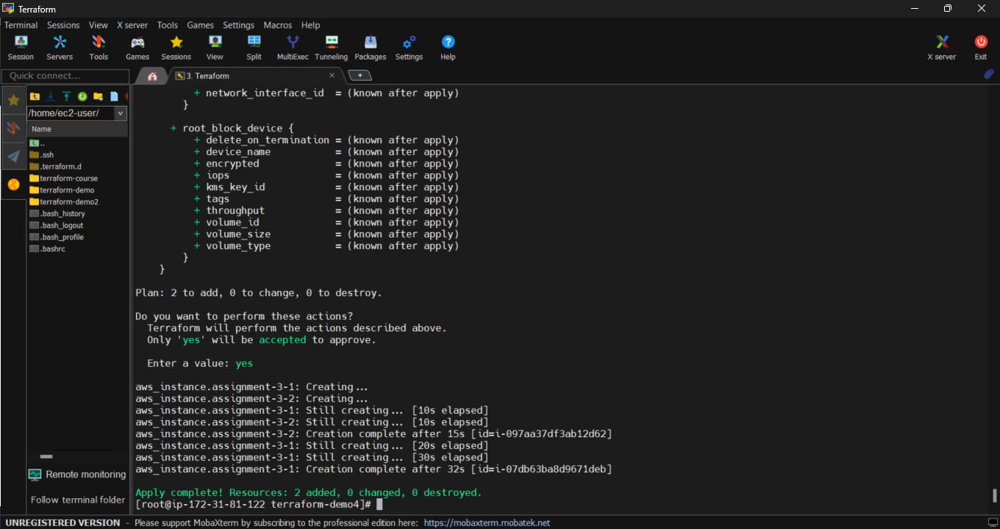 Terraform
Terminal Sessions View X server Tools Games Settings Macros Help
Session Servers Tools Games Sessions View Split MultiExec Tunneling Packages Settings Help X server Exit
Quick connect...
3. Terraform
/home/ec2-user/
Name
..
.ssh
.terraform.d
terraform-course
terraform-demo
terraform-demo2
.bash_history
.bash_logout
.bash_profile
.bashrc
Remote monitoring
Follow terminal folder
+ network_interface_id = (known after apply)
}
+ root_block_device {
+ delete_on_termination = (known after apply)
+ device_name = (known after apply)
+ encrypted = (known after apply)
+ iops = (known after apply)
+ kms_key_id = (known after apply)
+ tags = (known after apply)
+ throughput = (known after apply)
+ volume_id = (known after apply)
+ volume_size = (known after apply)
+ volume_type = (known after apply)
}
}
Plan: 2 to add, 0 to change, 0 to destroy.
Do you want to perform these actions?
Terraform will perform the actions described above.
Only 'yes' will be accepted to approve.
Enter a value: yes
aws_instance.assignment-3-1: Creating...
aws_instance.assignment-3-2: Creating...
aws_instance.assignment-3-1: Still creating... [10s elapsed]
aws_instance.assignment-3-2: Still creating... [10s elapsed]
aws_instance.assignment-3-2: Creation complete after 15s [id=i-097aa37df3ab12d62]
aws_instance.assignment-3-1: Still creating... [20s elapsed]
aws_instance.assignment-3-1: Still creating... [30s elapsed]
aws_instance.assignment-3-1: Creation complete after 32s [id=i-07db63ba8d9671deb]
Apply complete! Resources: 2 added, 0 changed, 0 destroyed.
[root@ip-172-31-81-122 terraform-demo4]#
UNREGISTERED VERSION - Please support MobaXterm by subscribing to the professional edition here: https://mobaxterm.mobatek.net